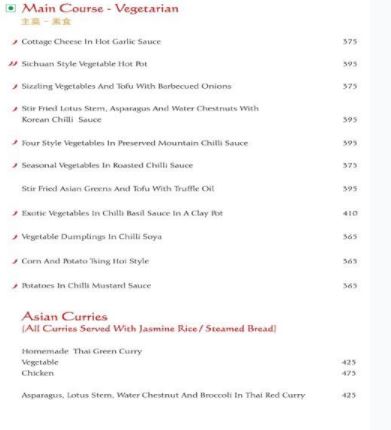 Main Course - Vegetarian
主菜 - 素食
Cottage Cheese In Hot Garlic Sauce 375
Sichuan Style Vegetable Hot Pot 395
Sizzling Vegetables And Tofu With Barbecued Onions 375
Stir Fried Lotus Stem, Asparagus And Water Chestnuts With
Korean Chilli Sauce 395
Four Style Vegetables In Preserved Mountain Chilli Sauce 395
Seasonal Vegetables In Roasted Chilli Sauce 375
Stir Fried Asian Greens And Tofu With Truffle Oil 395
Exotic Vegetables In Chilli Basil Sauce In A Clay Pot 410
Vegetable Dumplings In Chilli Soya 365
Corn And Potato Tsing Hoi Style 365
Potatoes In Chilli Mustard Sauce 365
Asian Curries
(All Curries Served With Jasmine Rice / Steamed Bread)
Homemade Thai Green Curry
Vegetable 425
Chicken 475
Asparagus, Lotus Stem, Water Chestnut And Broccoli In Thai Red Curry 425